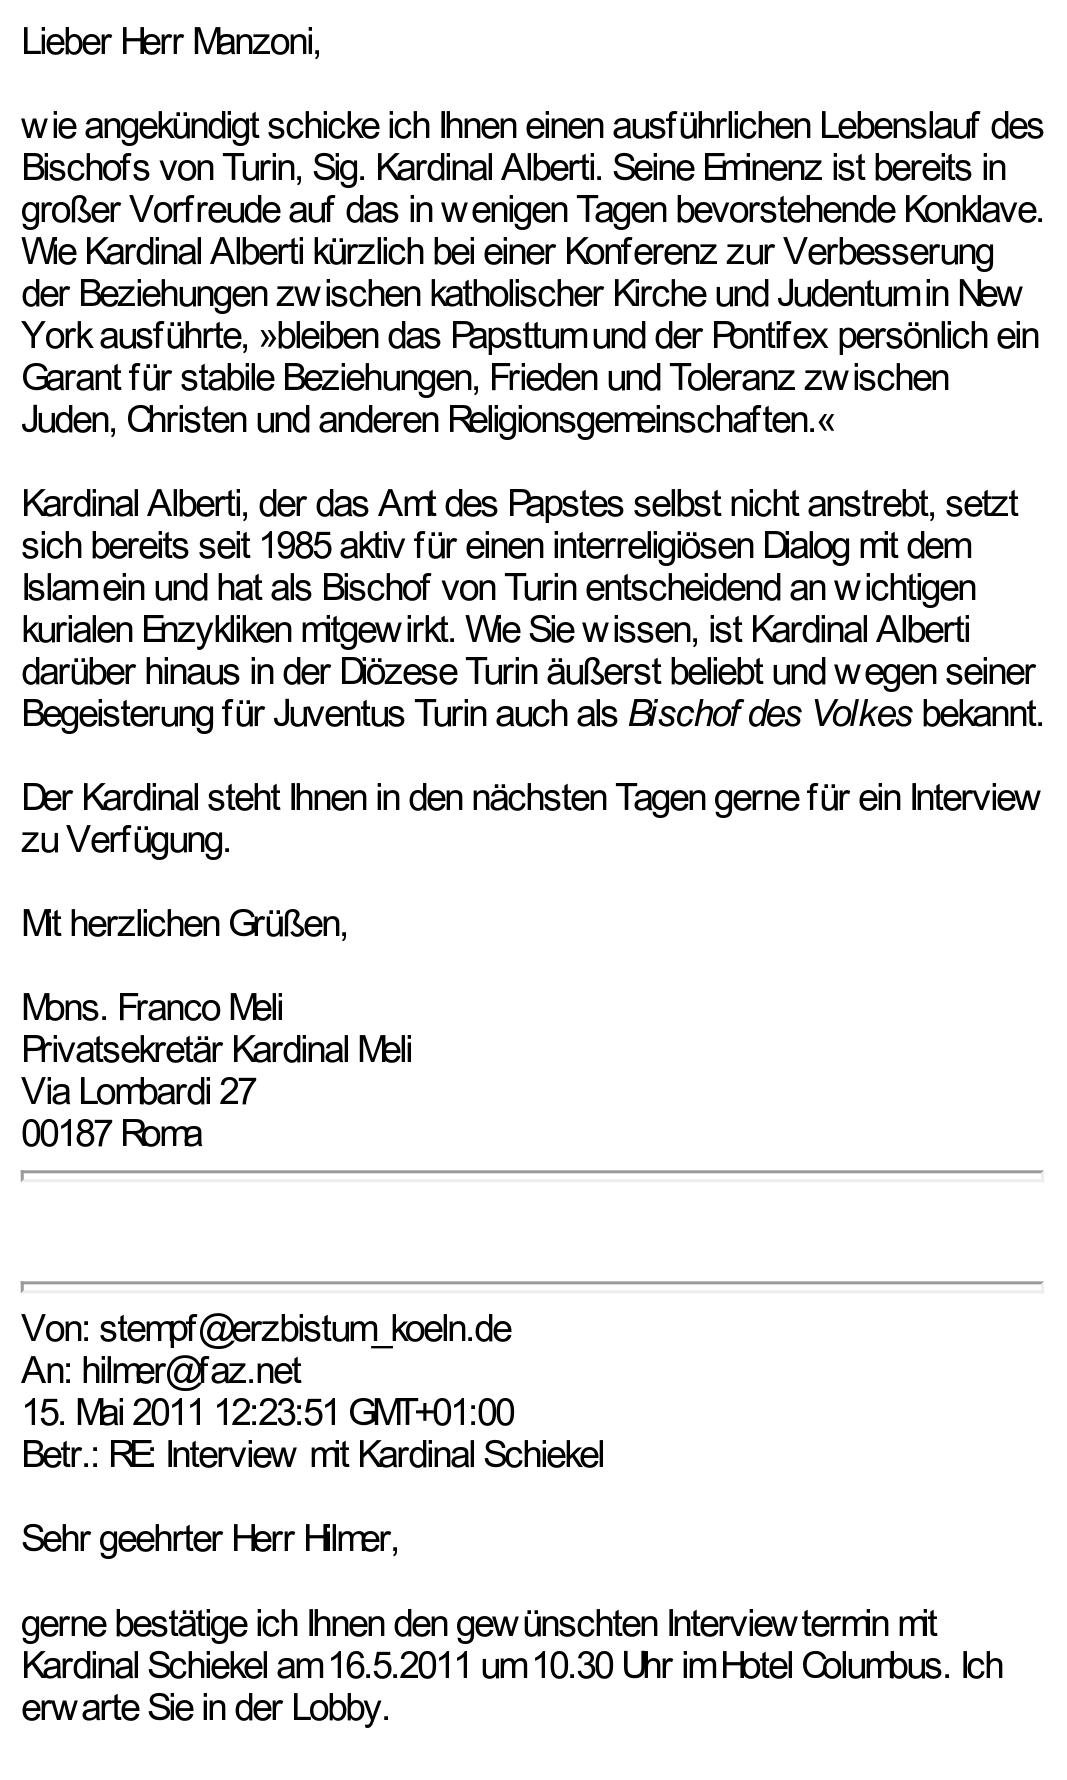 Lieber Herr Manzoni,
wie angekündigt schicke ich Ihnen einen ausführlichen Lebenslauf des
Bischofs von Turin, Sig. Kardinal Alberti. Seine Eminenz ist bereits in
großer Vorfreude auf das in wenigen Tagen bevorstehende Konklave.
Wie Kardinal Alberti kürzlich bei einer Konferenz zur Verbesserung
der Beziehungen zwischen katholischer Kirche und Judentum in New
York ausführte, »bleiben das Papsttum und der Pontifex persönlich ein
Garant für stabile Beziehungen, Frieden und Toleranz zwischen
Juden, Christen und anderen Religionsgemeinschaften.«
Kardinal Alberti, der das Amt des Papstes selbst nicht anstrebt, setzt
sich bereits seit 1985 aktiv für einen interreligiösen Dialog mit dem
Islam ein und hat als Bischof von Turin entscheidend an wichtigen
kurialen Enzykliken mitgewirkt. Wie Sie wissen, ist Kardinal Alberti
darüber hinaus in der Diözese Turin äußerst beliebt und wegen seiner
Begeisterung für Juventus Turin auch als Bischof des Volkes bekannt.
Der Kardinal steht Ihnen in den nächsten Tagen gerne für ein Interview
zu Verfügung.
Mit herzlichen Grüßen,
Mons. Franco Meli
Privatsekretär Kardinal Meli
Via Lombardi 27
00187 Roma
Von: stempf@erzbistum_koeln.de
An: hilmer@faz.net
15. Mai 2011 12:23:51 GMT+01:00
Betr.: RE: Interview mit Kardinal Schiekel
Sehr geehrter Herr Hilmer,
gerne bestätige ich Ihnen den gewünschten Interviewtermin mit
Kardinal Schiekel am 16.5.2011 um 10.30 Uhr im Hotel Columbus. Ich
erwarte Sie in der Lobby.